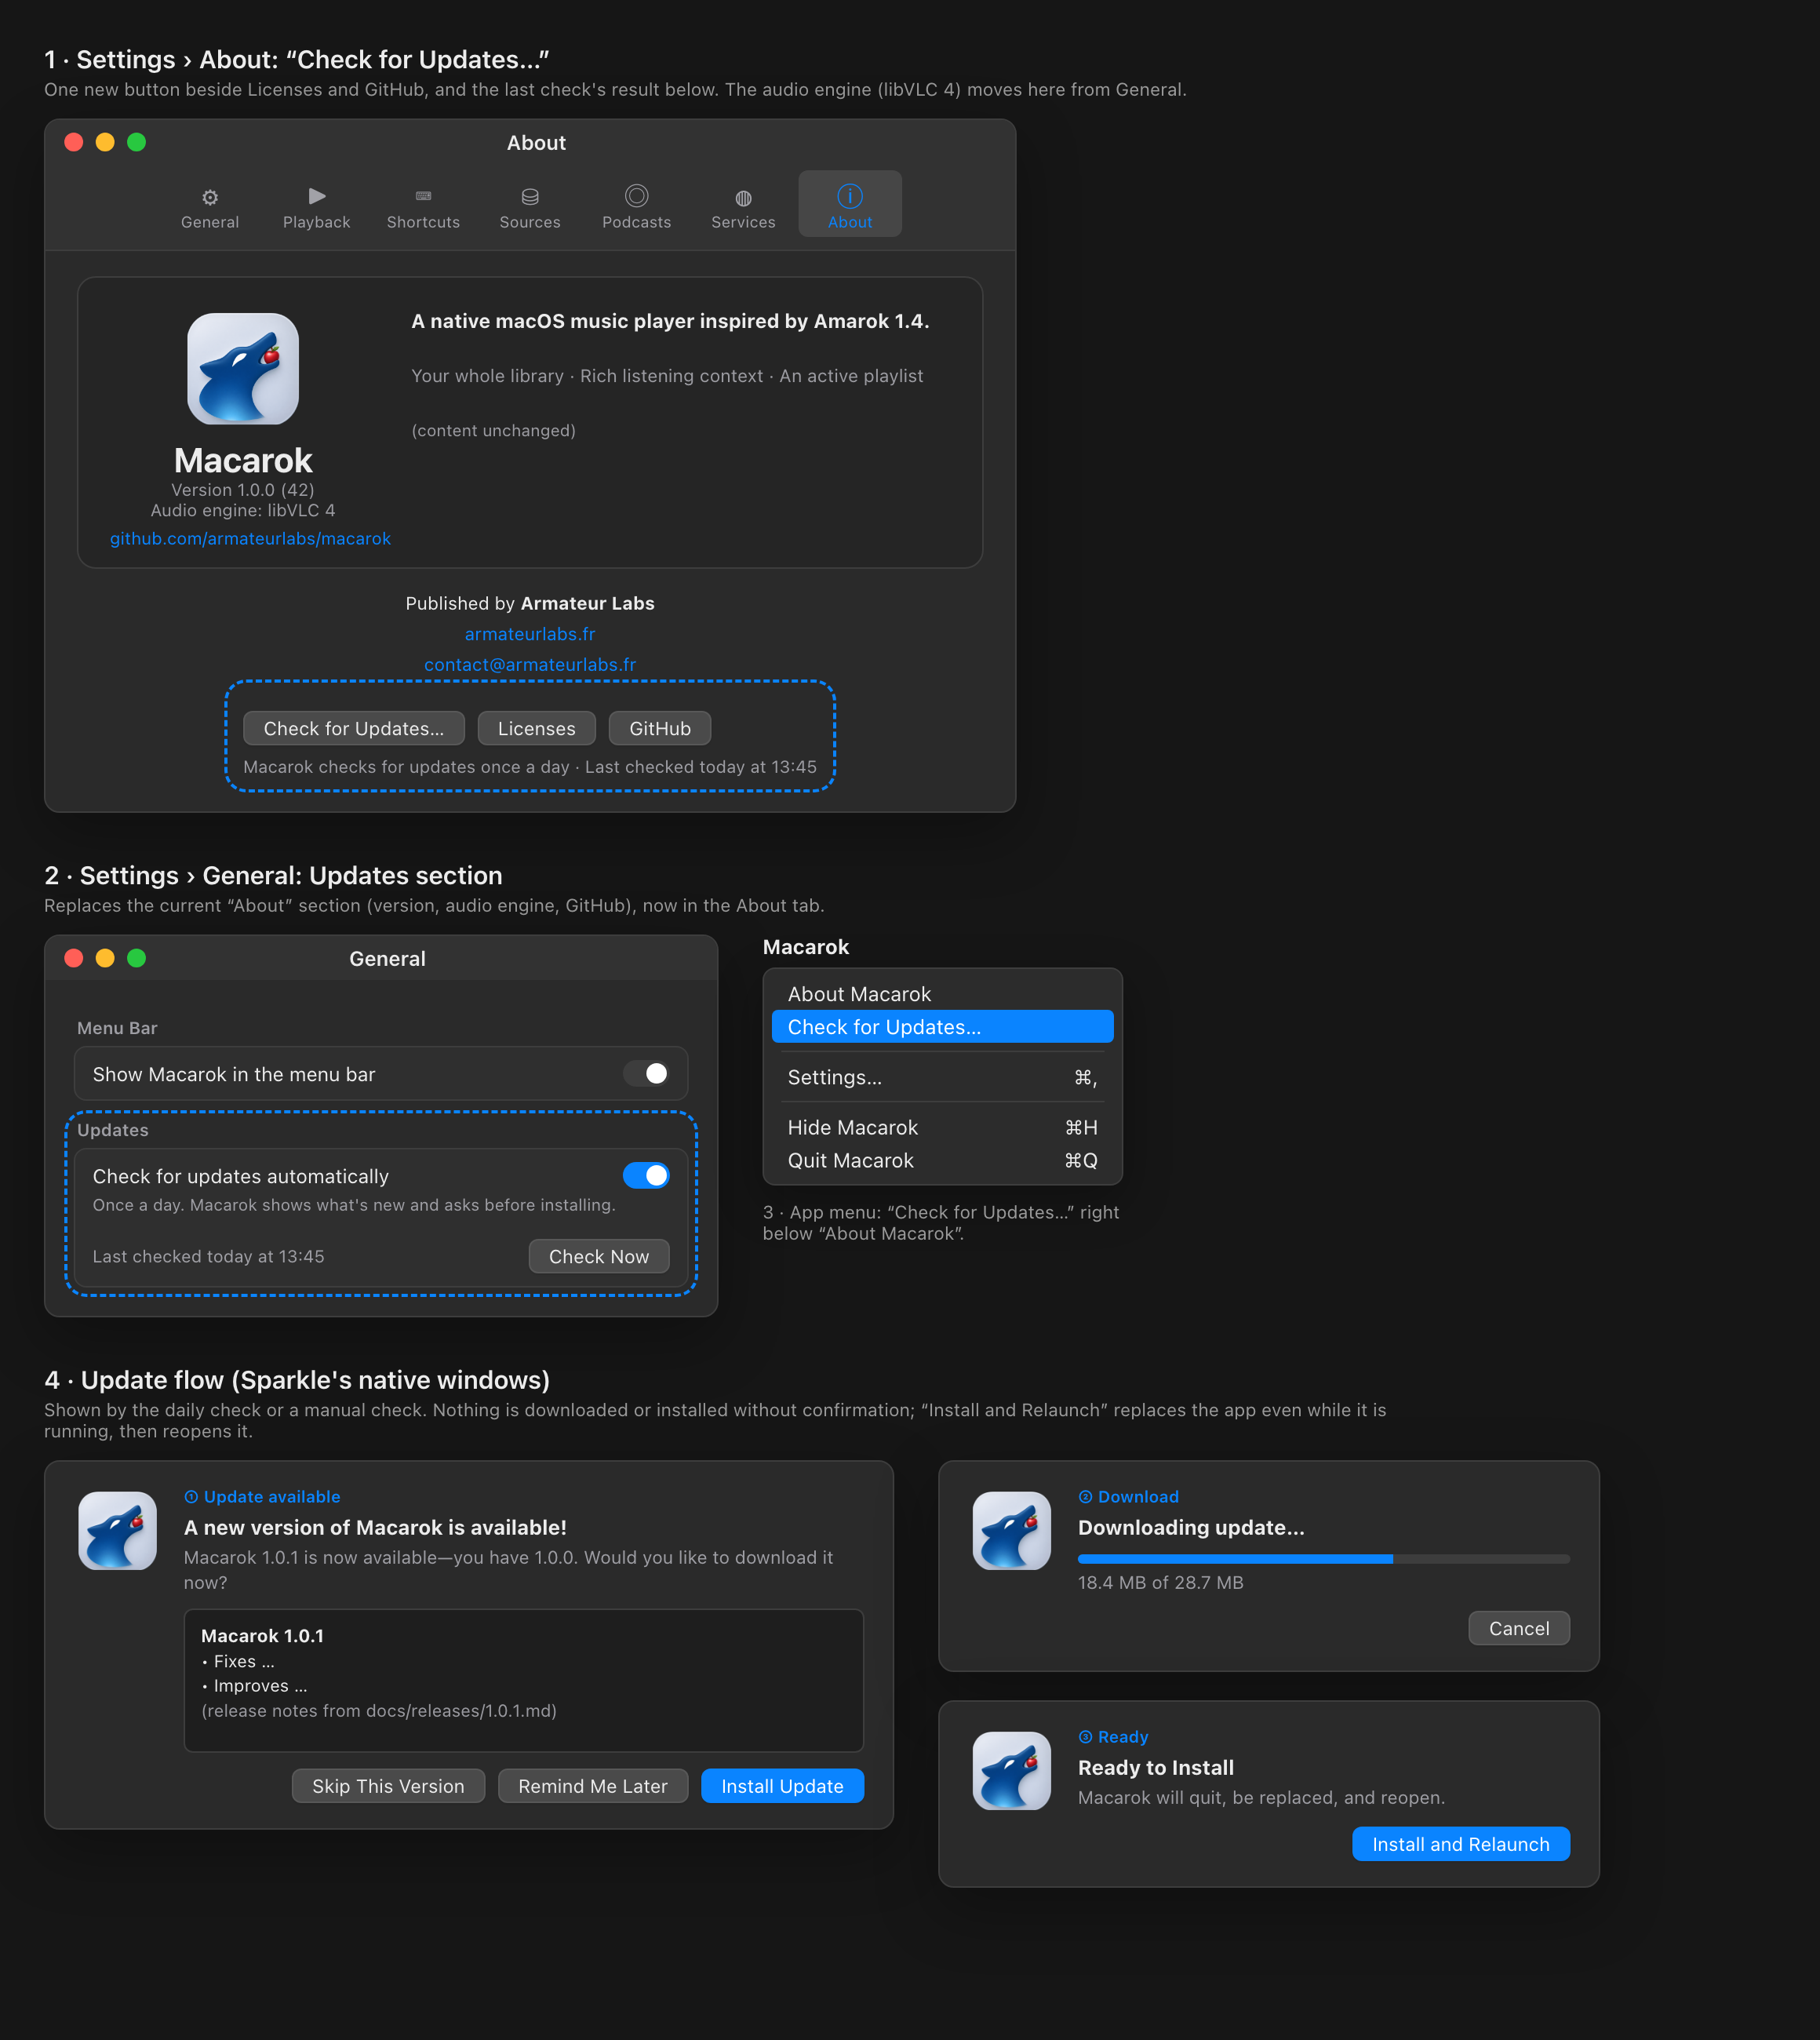 1 · Settings › About: “Check for Updates…”
One new button beside Licenses and GitHub, and the last check's result below. The audio engine (libVLC 4) moves here from General.
About
General
Playback
Shortcuts
Sources
Podcasts
Services
About
A native macOS music player inspired by Amarok 1.4.
Your whole library · Rich listening context · An active playlist
(content unchanged)
Macarok
Version 1.0.0 (42)
Audio engine: libVLC 4
github.com/armateurlabs/macarok
Published by Armateur Labs
armateurlabs.fr
contact@armateurlabs.fr
Check for Updates…
Licenses
GitHub
Macarok checks for updates once a day · Last checked today at 13:45
2 · Settings › General: Updates section
Replaces the current “About” section (version, audio engine, GitHub), now in the About tab.
General
Menu Bar
Show Macarok in the menu bar
Updates
Check for updates automatically
Once a day. Macarok shows what's new and asks before installing.
Last checked today at 13:45
Check Now
Macarok
About Macarok
Check for Updates…
Settings… ⌘,
Hide Macarok ⌘H
Quit Macarok ⌘Q
3 · App menu: “Check for Updates…” right
below “About Macarok”.
4 · Update flow (Sparkle's native windows)
Shown by the daily check or a manual check. Nothing is downloaded or installed without confirmation; “Install and Relaunch” replaces the app even while it is
running, then reopens it.
① Update available
A new version of Macarok is available!
Macarok 1.0.1 is now available—you have 1.0.0. Would you like to download it
now?
Macarok 1.0.1
• Fixes …
• Improves …
(release notes from docs/releases/1.0.1.md)
Skip This Version
Remind Me Later
Install Update
② Download
Downloading update…
18.4 MB of 28.7 MB
Cancel
③ Ready
Ready to Install
Macarok will quit, be replaced, and reopen.
Install and Relaunch